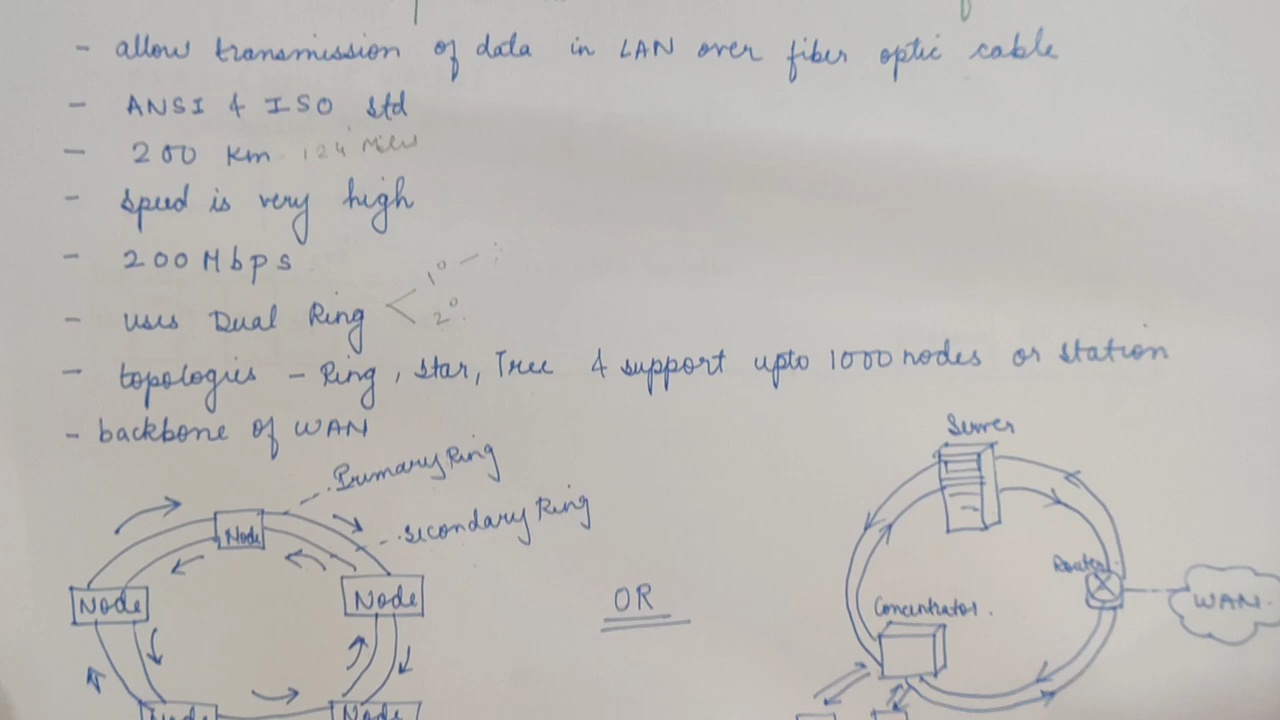 - allow transmission of data in LAN over fiber optic cable
- ANSI & ISO std
- 200 km 124 miles
- speed is very high
- 200 Mbps
- uses Dual Ring < 1° 2°
- topologies - Ring, star, Tree & support upto 1000 nodes or station
- backbone of WAN
Primary Ring
secondary Ring
Node
Node
Node
Node
Node
OR
Server
Router
WAN
Concentrator.